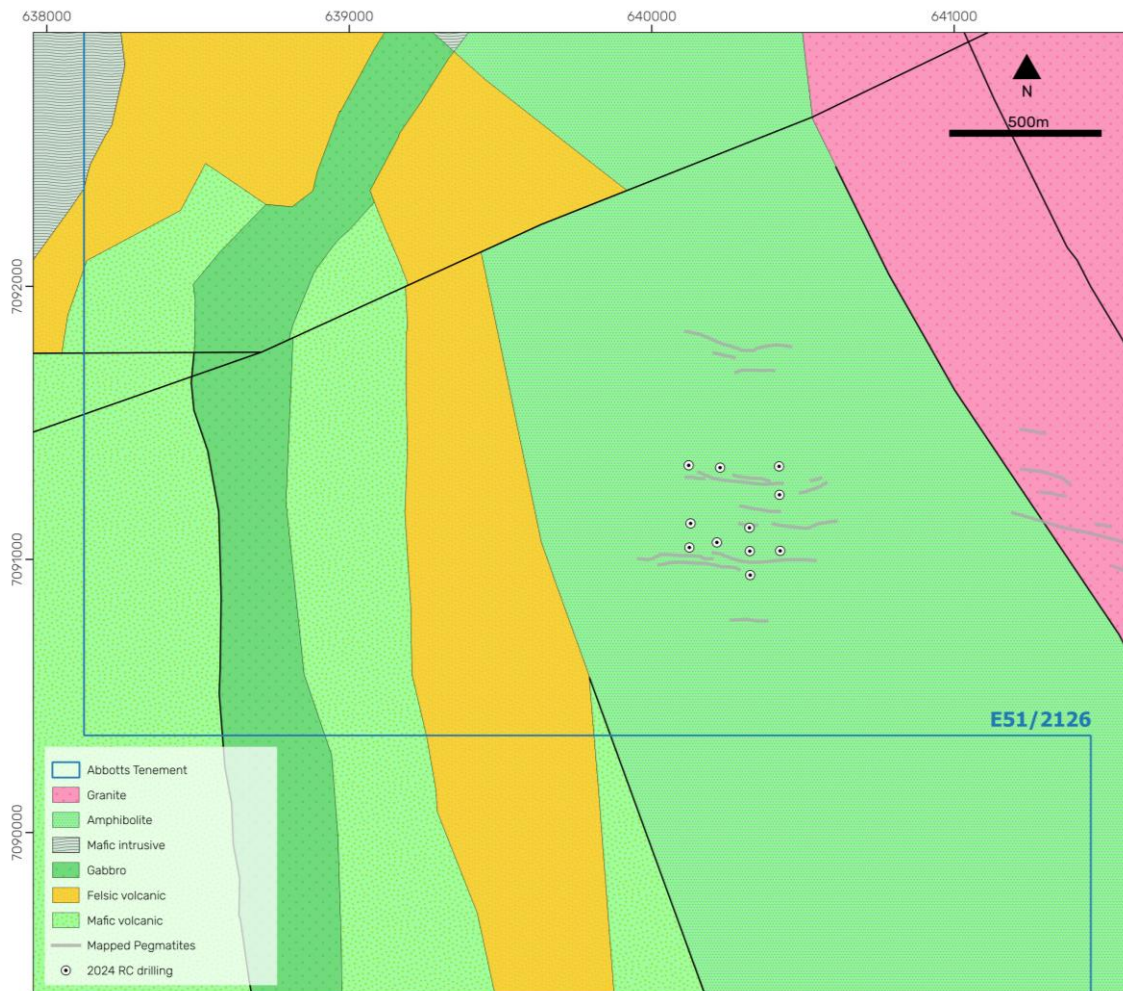 638000
639000
640000
641000
N
500m
7092000
7091000
7090000
E51/2126
Abbotts Tenement
Granite
Amphibolite
Mafic intrusive
Gabbro
Felsic volcanic
Mafic volcanic
Mapped Pegmatites
2024 RC drilling